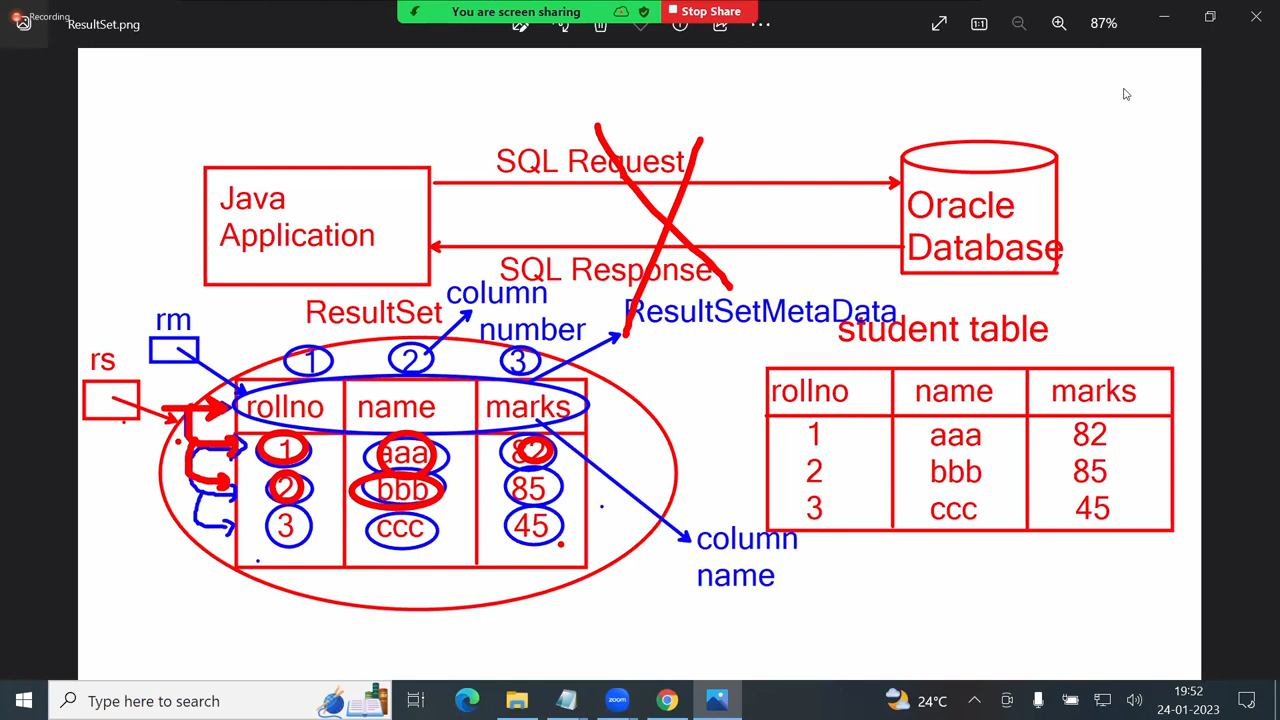 Recording
You are screen sharing
Stop Share
ResultSet.png
1:1
87%
SQL Request
Java
Application
Oracle
Database
SQL Response
column
number
ResultSet
ResultSetMetaData
student table
rm
rs
1 2 3
rollno name marks
1 aaa 82
2 bbb 85
3 ccc 45
rollno name marks
1 aaa 82
2 bbb 85
3 ccc 45
column
name
Type here to search
zoom
24°C
19:52
24-01-2023